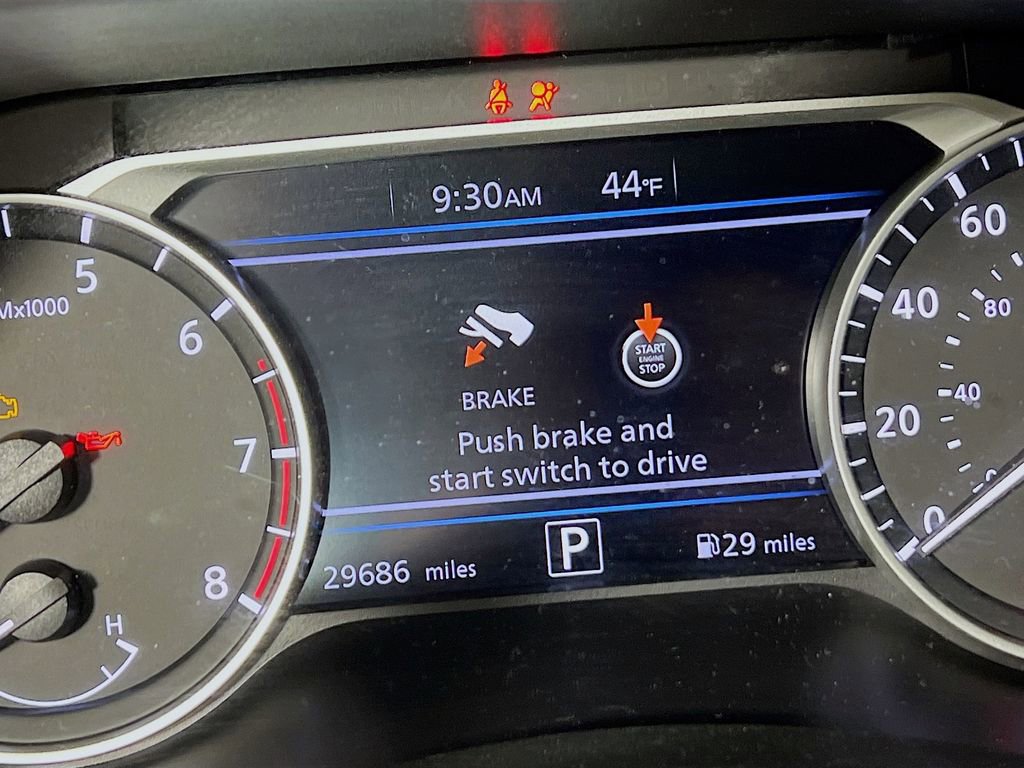 9:30AM 44°F
5
Mx1000
6
7
8
H
START
ENGINE
STOP
BRAKE
Push brake and
start switch to drive
29686 miles
P
29 miles
60
80
40
40
20
0
0